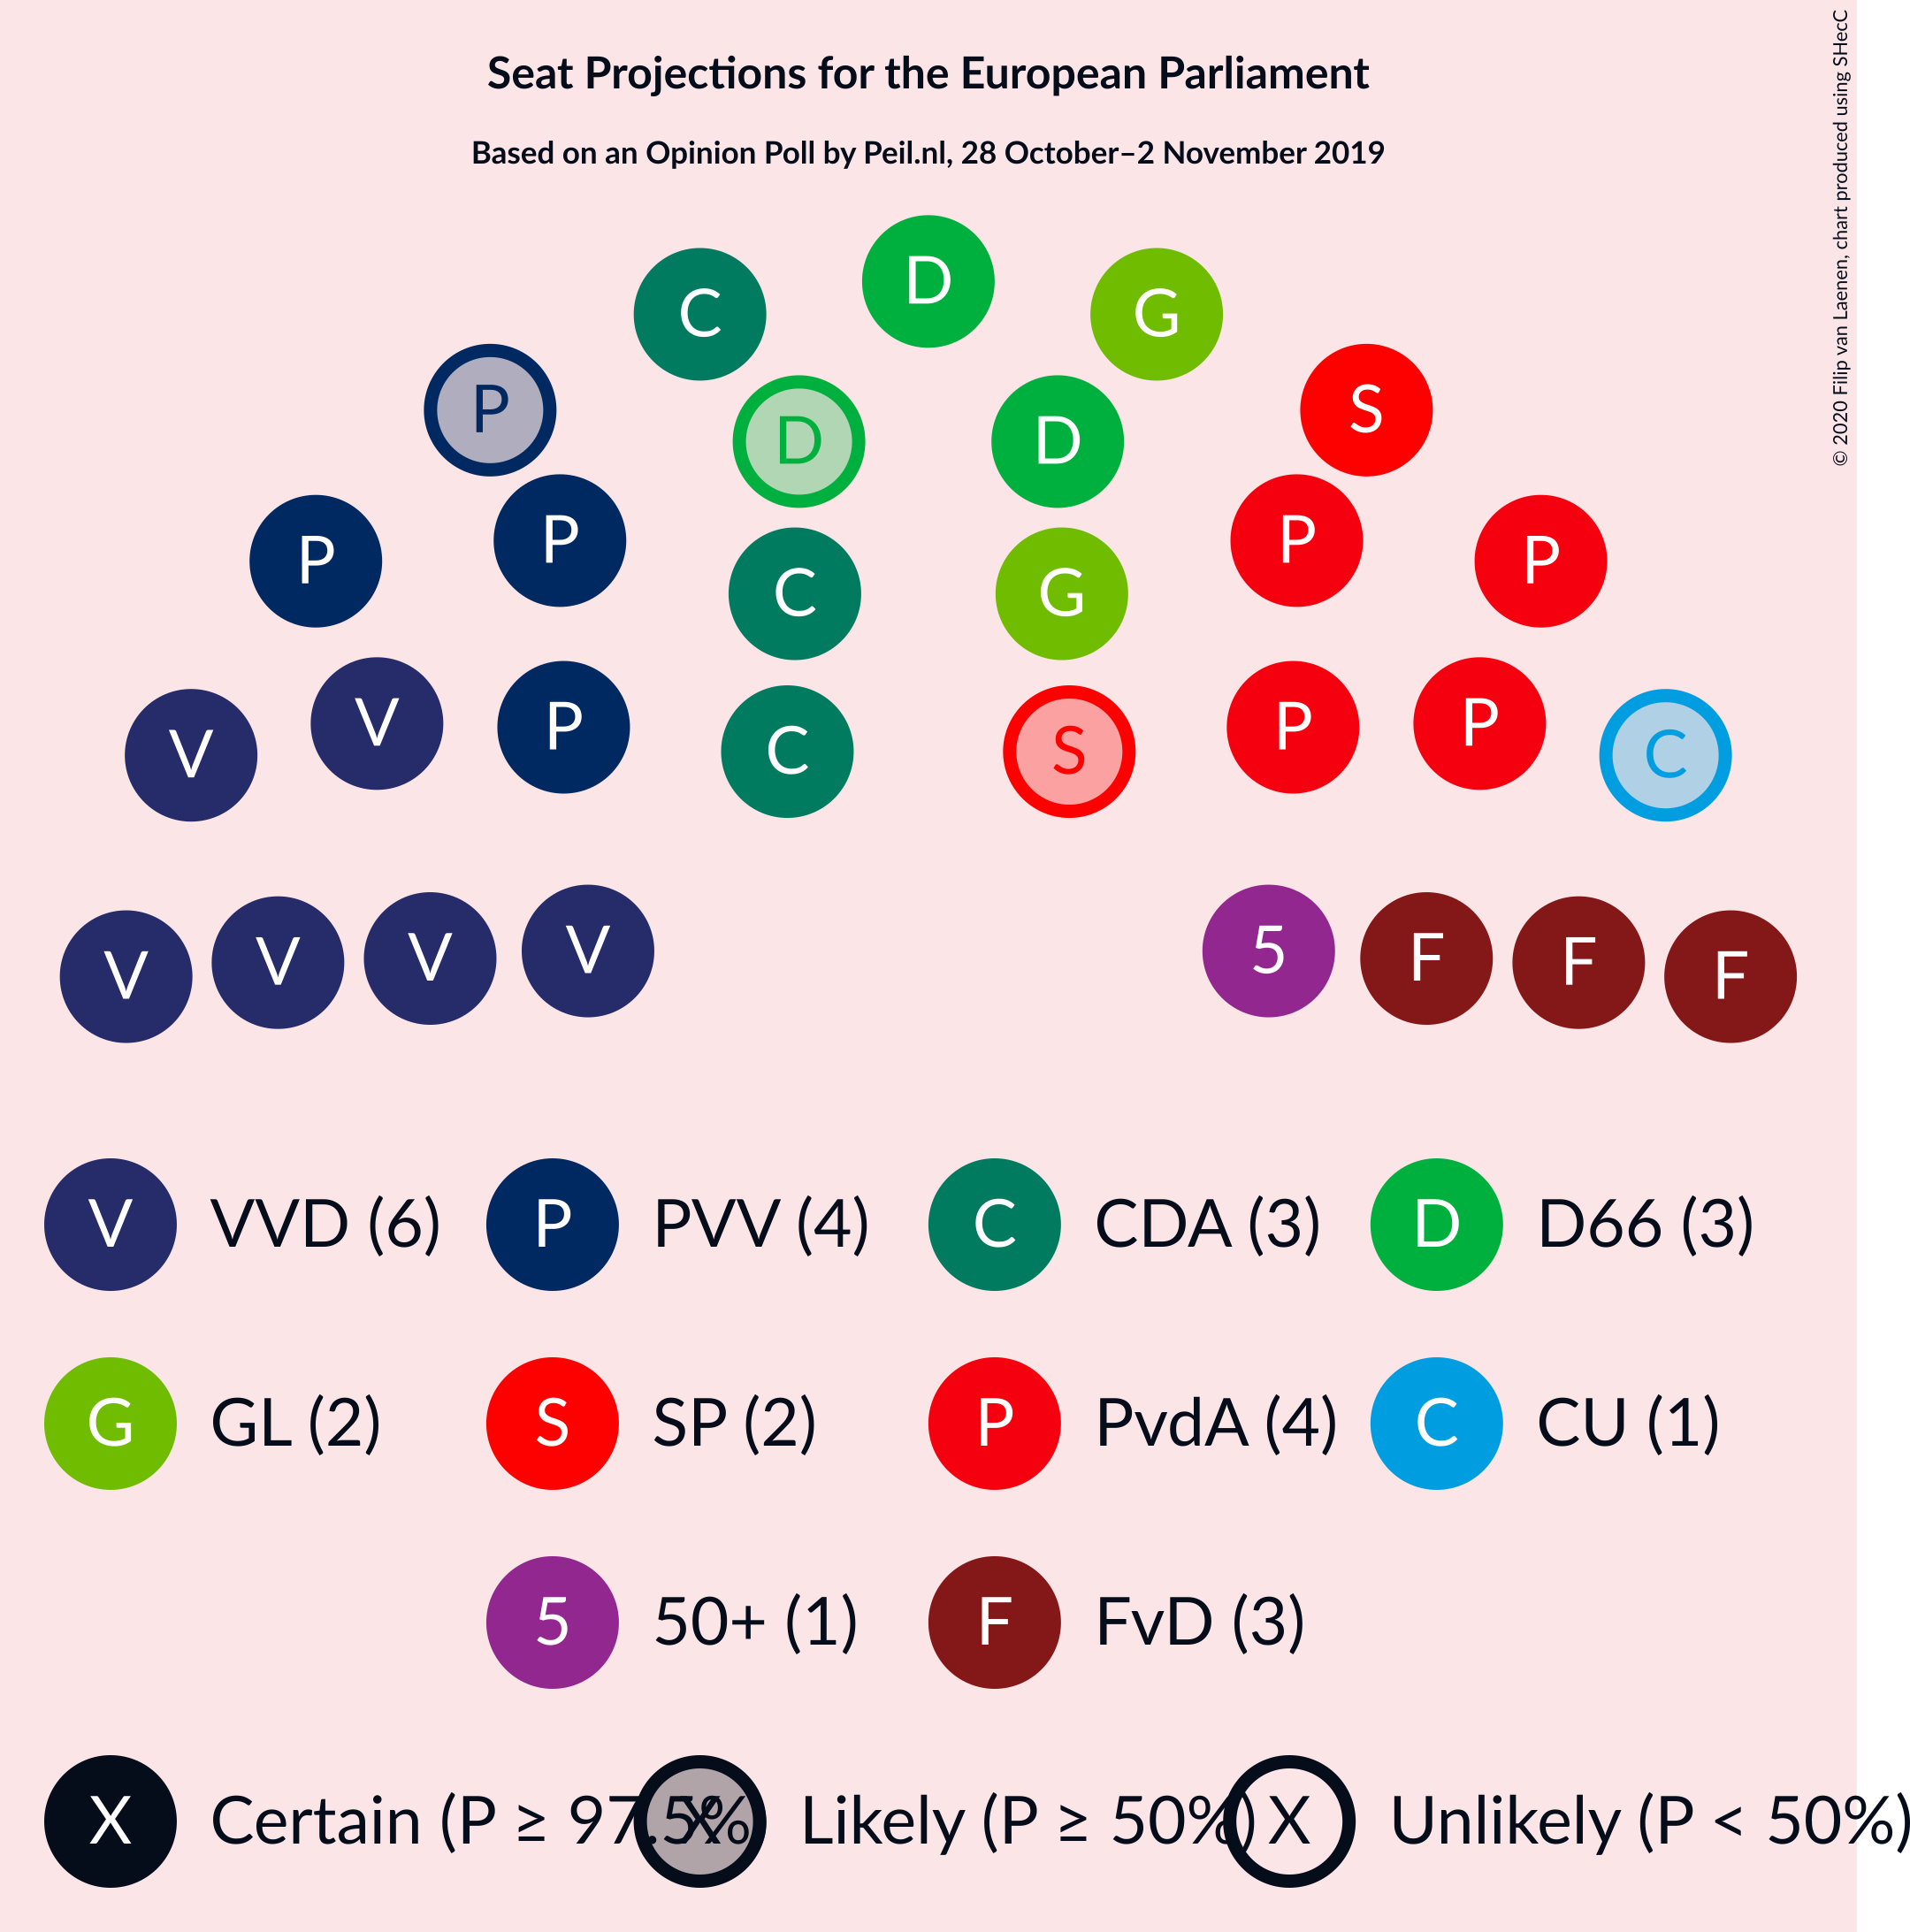 Seat Projections for the European Parliament
Based on an Opinion Poll by Peil.nl, 28 October–2 November 2019
© 2020 Filip van Laenen, chart produced using SHecC
D
C G
P S
D D
P P
P P
C G
V V P P P C
C S
V V V V 5 F F F
V VVD (6) P PVV (4) C CDA (3) D D66 (3)
G GL (2) S SP (2) P PvdA (4) C CU (1)
5 50+ (1) F FvD (3)
X Certain (P ≥ 97.5% X Likely (P ≥ 50%) X Unlikely (P < 50%)